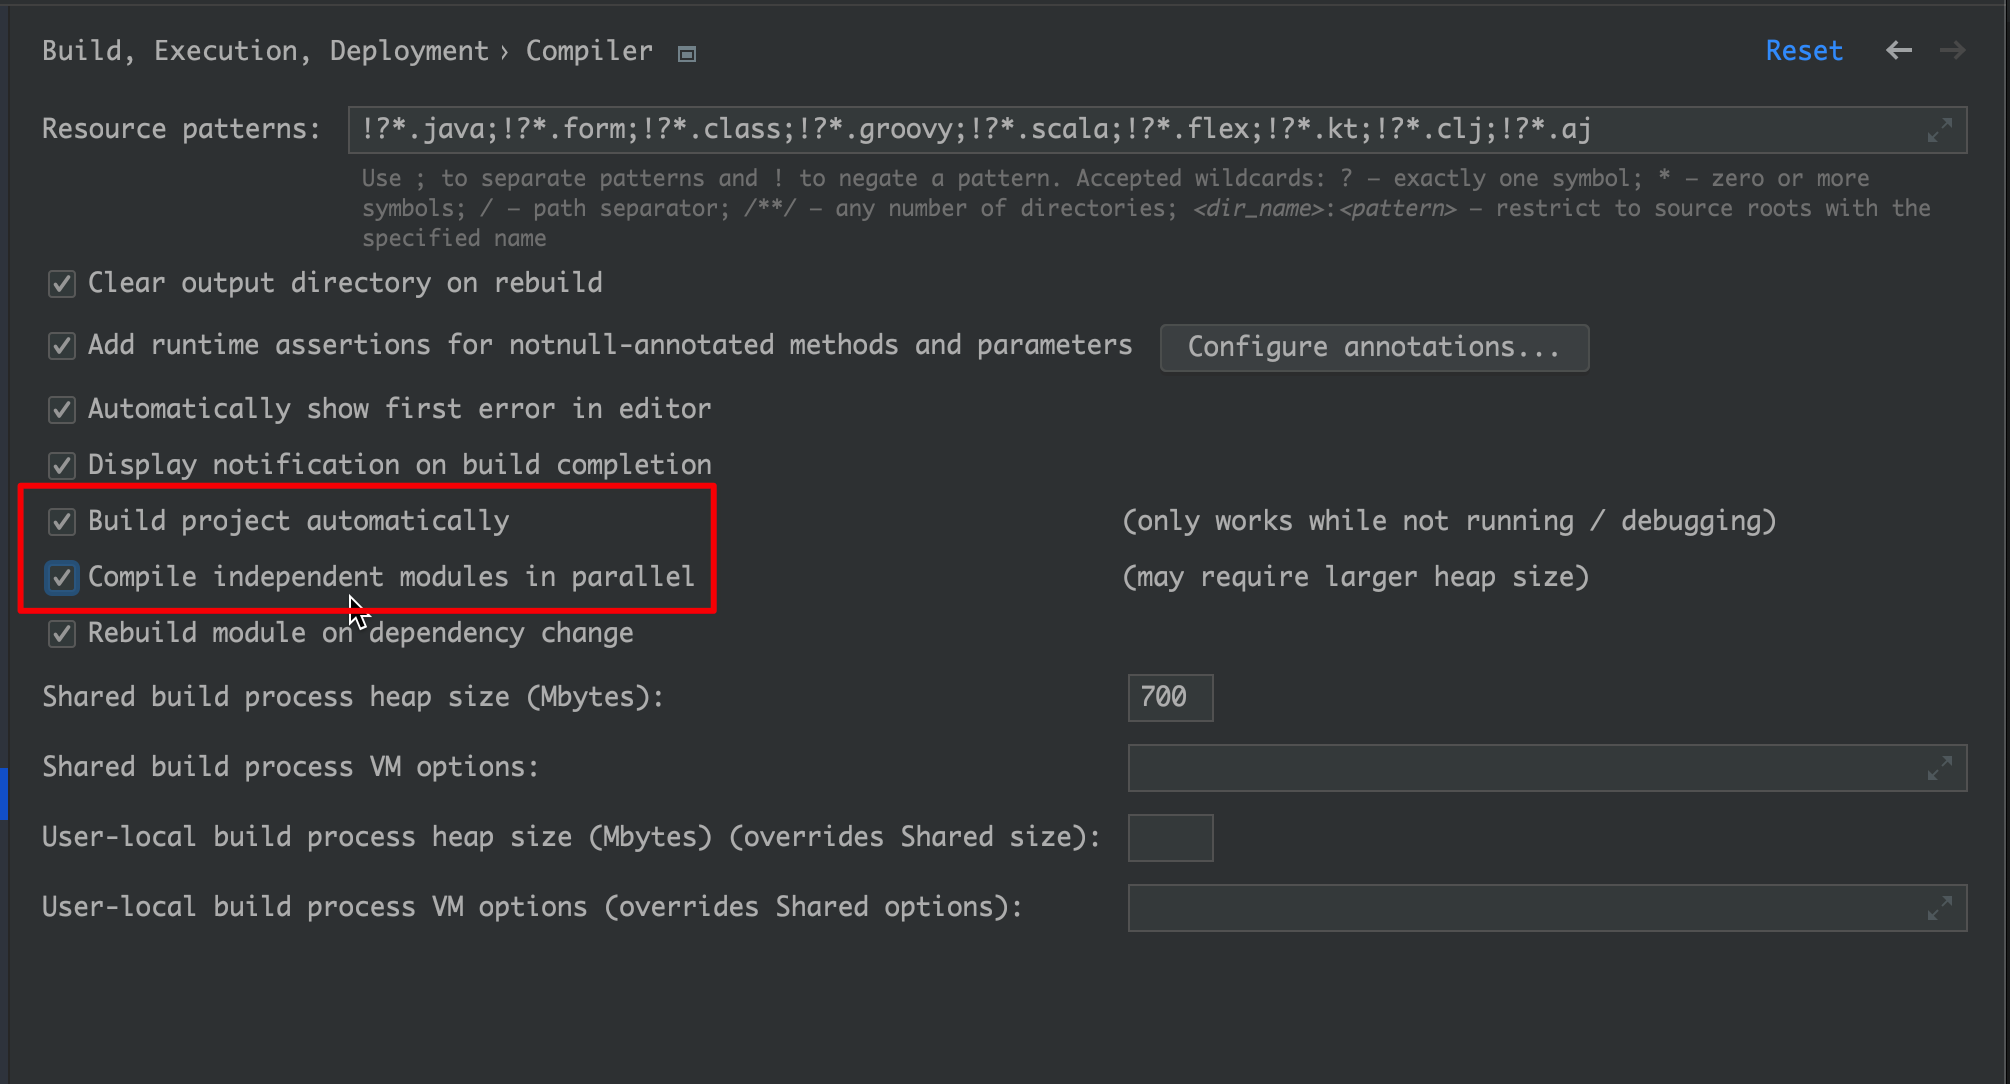 Build, Execution, Deployment › Compiler
Reset
Resource patterns: !?*.java;!?*.form;!?*.class;!?*.groovy;!?*.scala;!?*.flex;!?*.kt;!?*.clj;!?*.aj
Use ; to separate patterns and ! to negate a pattern. Accepted wildcards: ? – exactly one symbol; * – zero or more
symbols; / – path separator; /**/ – any number of directories; <dir_name>:<pattern> – restrict to source roots with the
specified name
Clear output directory on rebuild
Add runtime assertions for notnull-annotated methods and parameters Configure annotations...
Automatically show first error in editor
Display notification on build completion
Build project automatically (only works while not running / debugging)
Compile independent modules in parallel (may require larger heap size)
Rebuild module on dependency change
Shared build process heap size (Mbytes): 700
Shared build process VM options:
User-local build process heap size (Mbytes) (overrides Shared size):
User-local build process VM options (overrides Shared options):